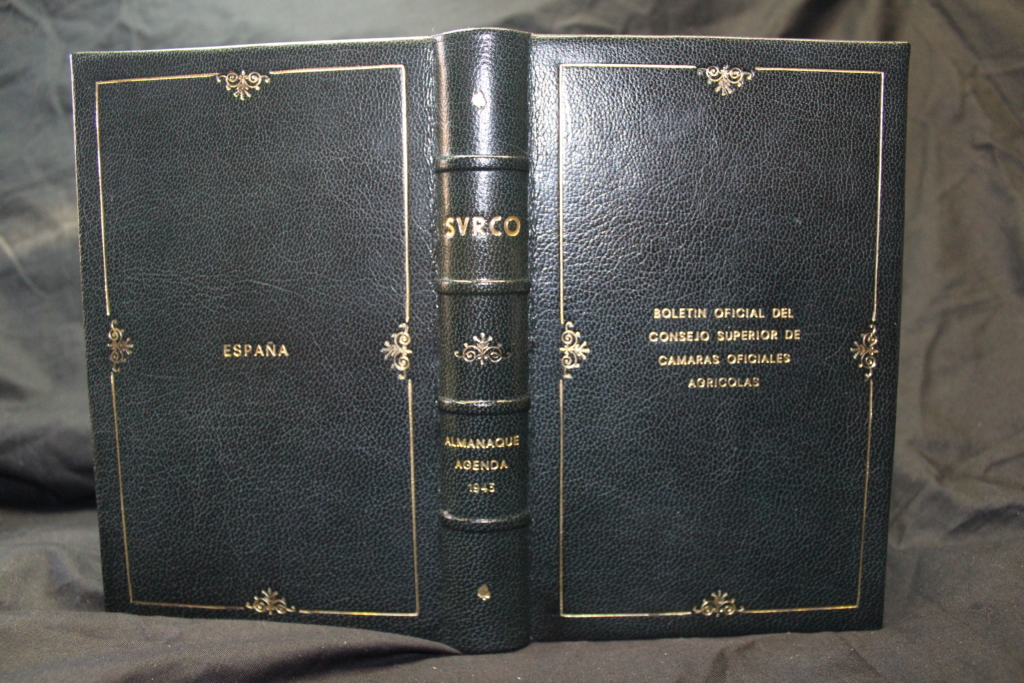 ESPAÑA
SVRCO
ALMANAQUE
AGENDA
1943
BOLETIN OFICIAL DEL
CONSEJO SUPERIOR DE
CAMARAS OFICIALES
AGRICOLAS